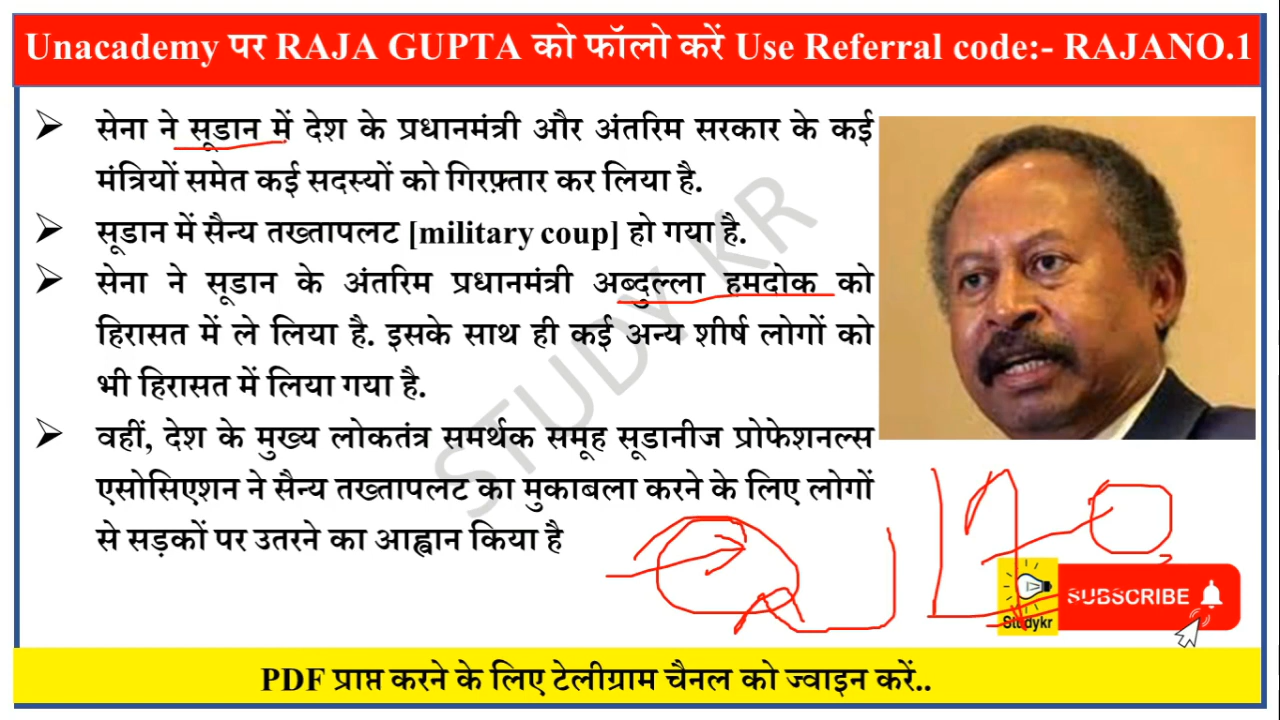 Unacademy पर RAJA GUPTA को फॉलो करें Use Referral code:- RAJANO.1
सेना ने सूडान में देश के प्रधानमंत्री और अंतरिम सरकार के कई
मंत्रियों समेत कई सदस्यों को गिरफ़्तार कर लिया है.
सूडान में सैन्य तख्तापलट [military coup] हो गया है.
सेना ने सूडान के अंतरिम प्रधानमंत्री अब्दुल्ला हमदोक को
हिरासत में ले लिया है. इसके साथ ही कई अन्य शीर्ष लोगों को
भी हिरासत में लिया गया है.
वहीं, देश के मुख्य लोकतंत्र समर्थक समूह सूडानीज प्रोफेशनल्स
एसोसिएशन ने सैन्य तख्तापलट का मुकाबला करने के लिए लोगों
से सड़कों पर उतरने का आह्वान किया है
STUDY KR
Studykr
SUBSCRIBE
PDF प्राप्त करने के लिए टेलीग्राम चैनल को ज्वाइन करें..